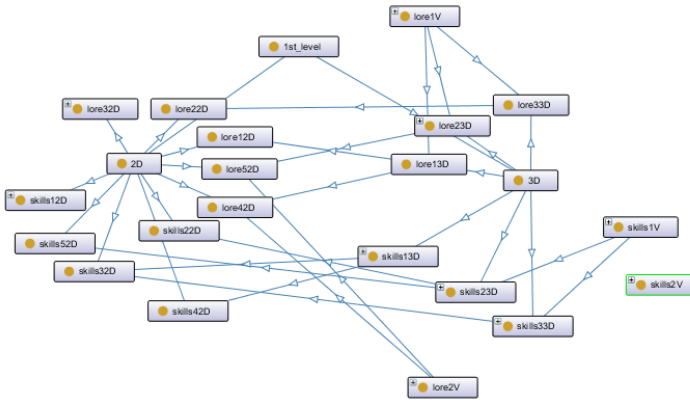 lore1V
1st_level
lore32D
lore22D
lore33D
lore23D
lore12D
2D
lore52D
lore13D
3D
skills12D
lore42D
skills22D
skills1V
skills52D
skills13D
skills32D
skills23D
skills2V
skills42D
skills33D
lore2V